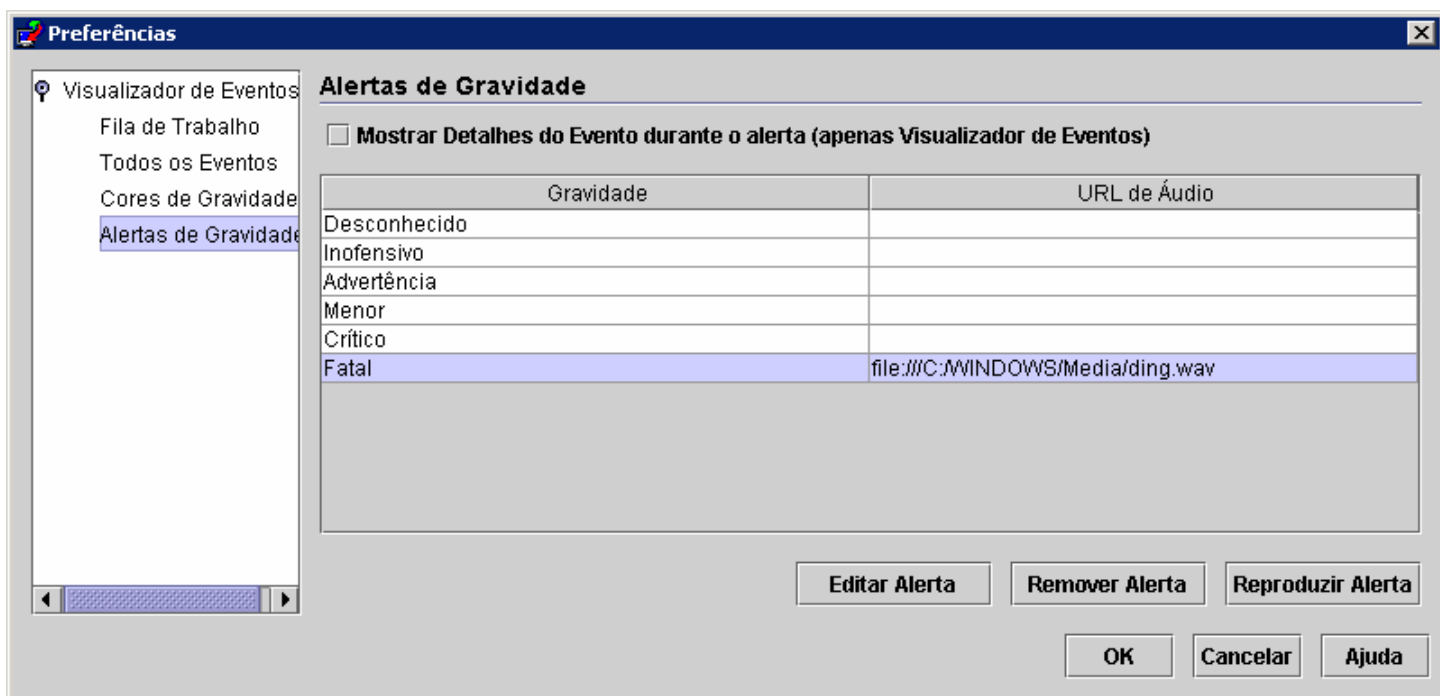 Preferências
Visualizador de Eventos
Fila de Trabalho
Todos os Eventos
Cores de Gravidade
Alertas de Gravidade
Alertas de Gravidade
Mostrar Detalhes do Evento durante o alerta (apenas Visualizador de Eventos)
Gravidade URL de Áudio
Desconhecido
Inofensivo
Advertência
Menor
Crítico
Fatal file:///C:/WINDOWS/Media/ding.wav
Editar Alerta Remover Alerta Reproduzir Alerta
OK Cancelar Ajuda